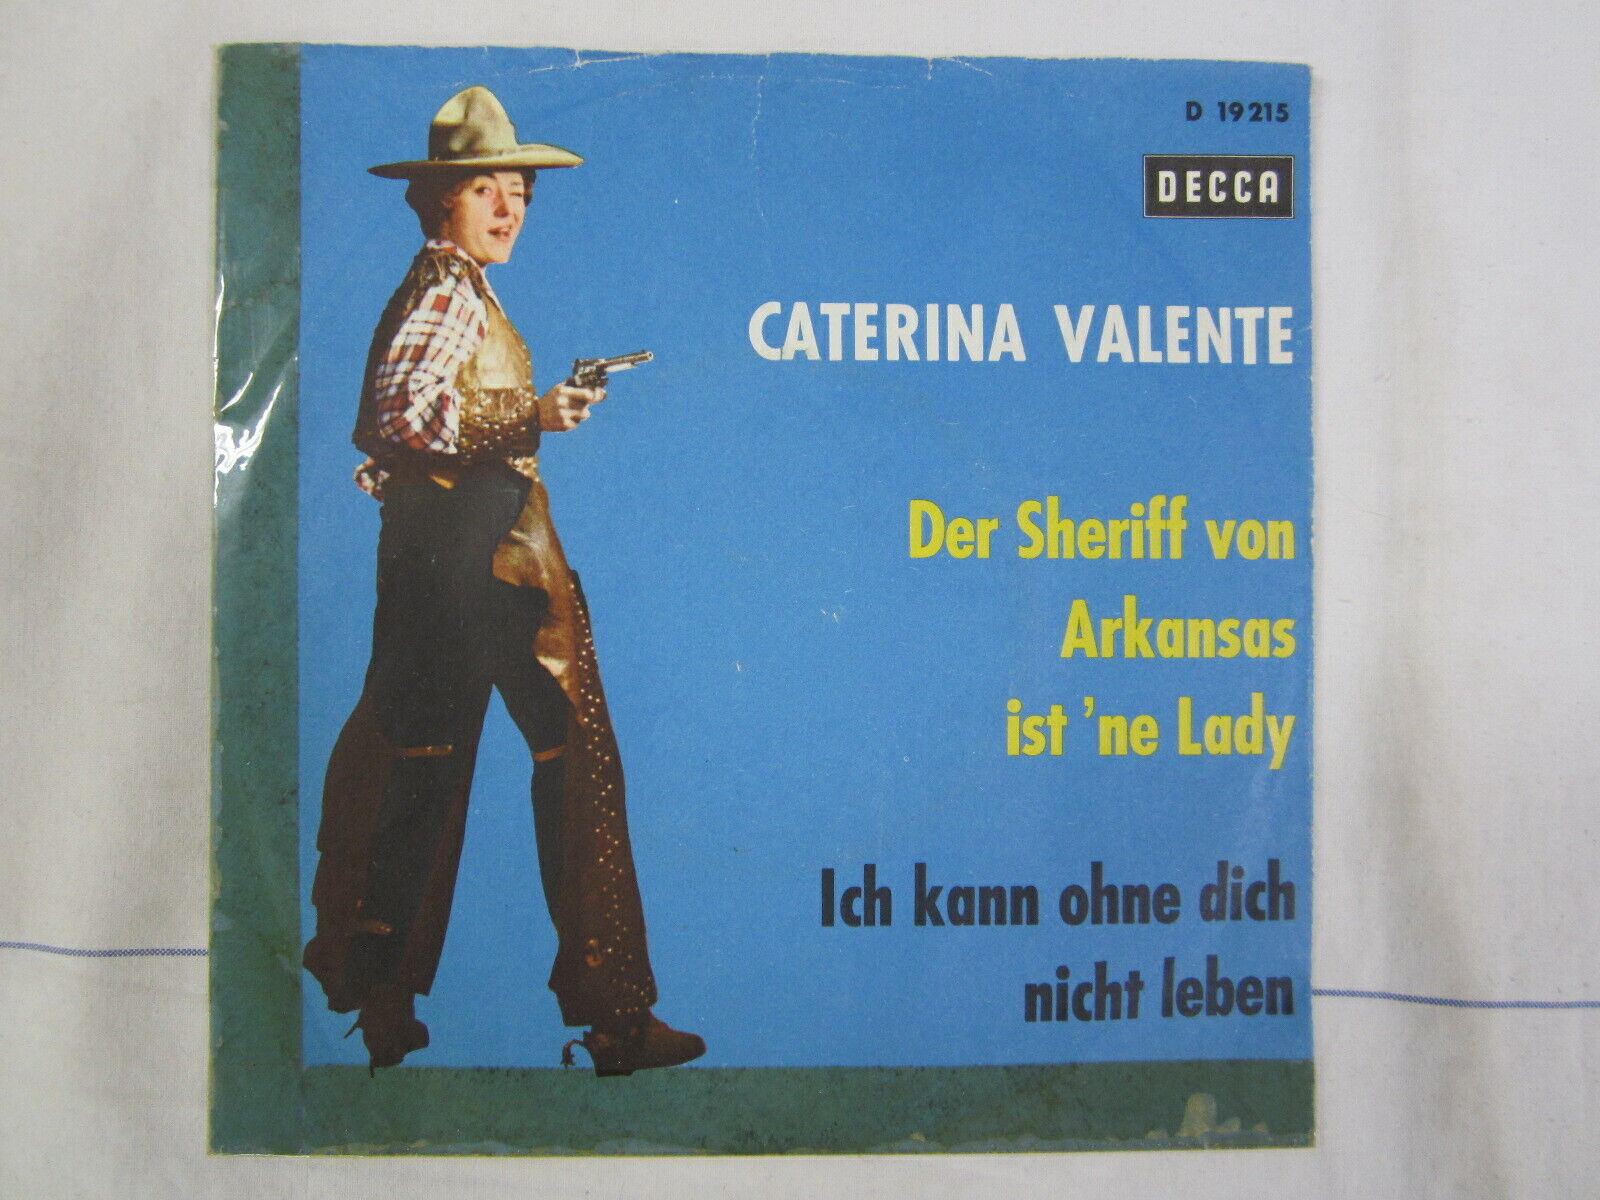 D 19215
DECCA
CATERINA VALENTE
Der Sheriff von
Arkansas
ist 'ne Lady
Ich kann ohne dich
nicht leben